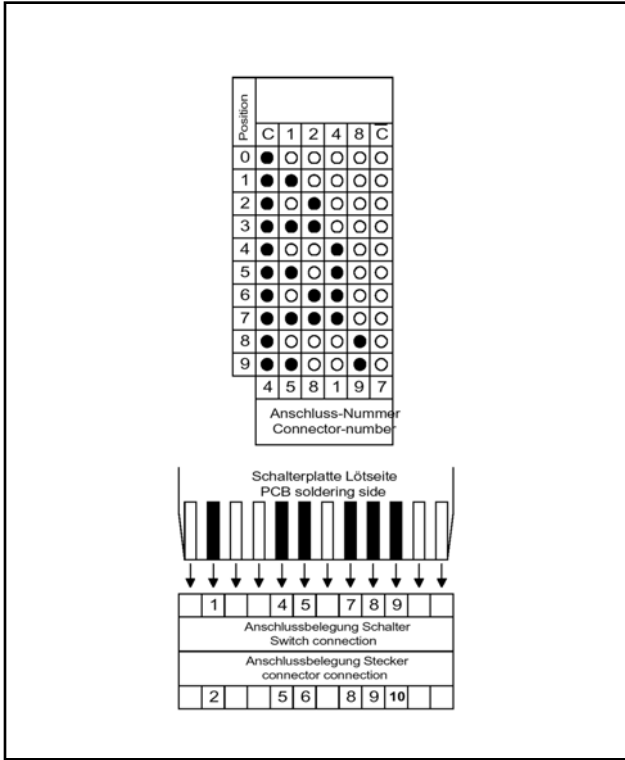 Position
C 1 2 4 8 C̅
0
1
2
3
4
5
6
7
8
9
4 5 8 1 9 7
Anschluss-Nummer
Connector-number
Schalterplatte Lötseite
PCB soldering side
1 4 5 7 8 9
Anschlussbelegung Schalter
Switch connection
Anschlussbelegung Stecker
connector connection
2 5 6 8 9 10